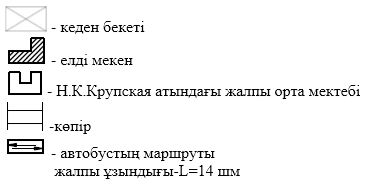 - кеден бекеті
- елді мекен
- Н.К.Крупская атындағы жалпы орта мектебі
-көпір
- автобустың маршруты
жалпы ұзындығы-L=14 шм